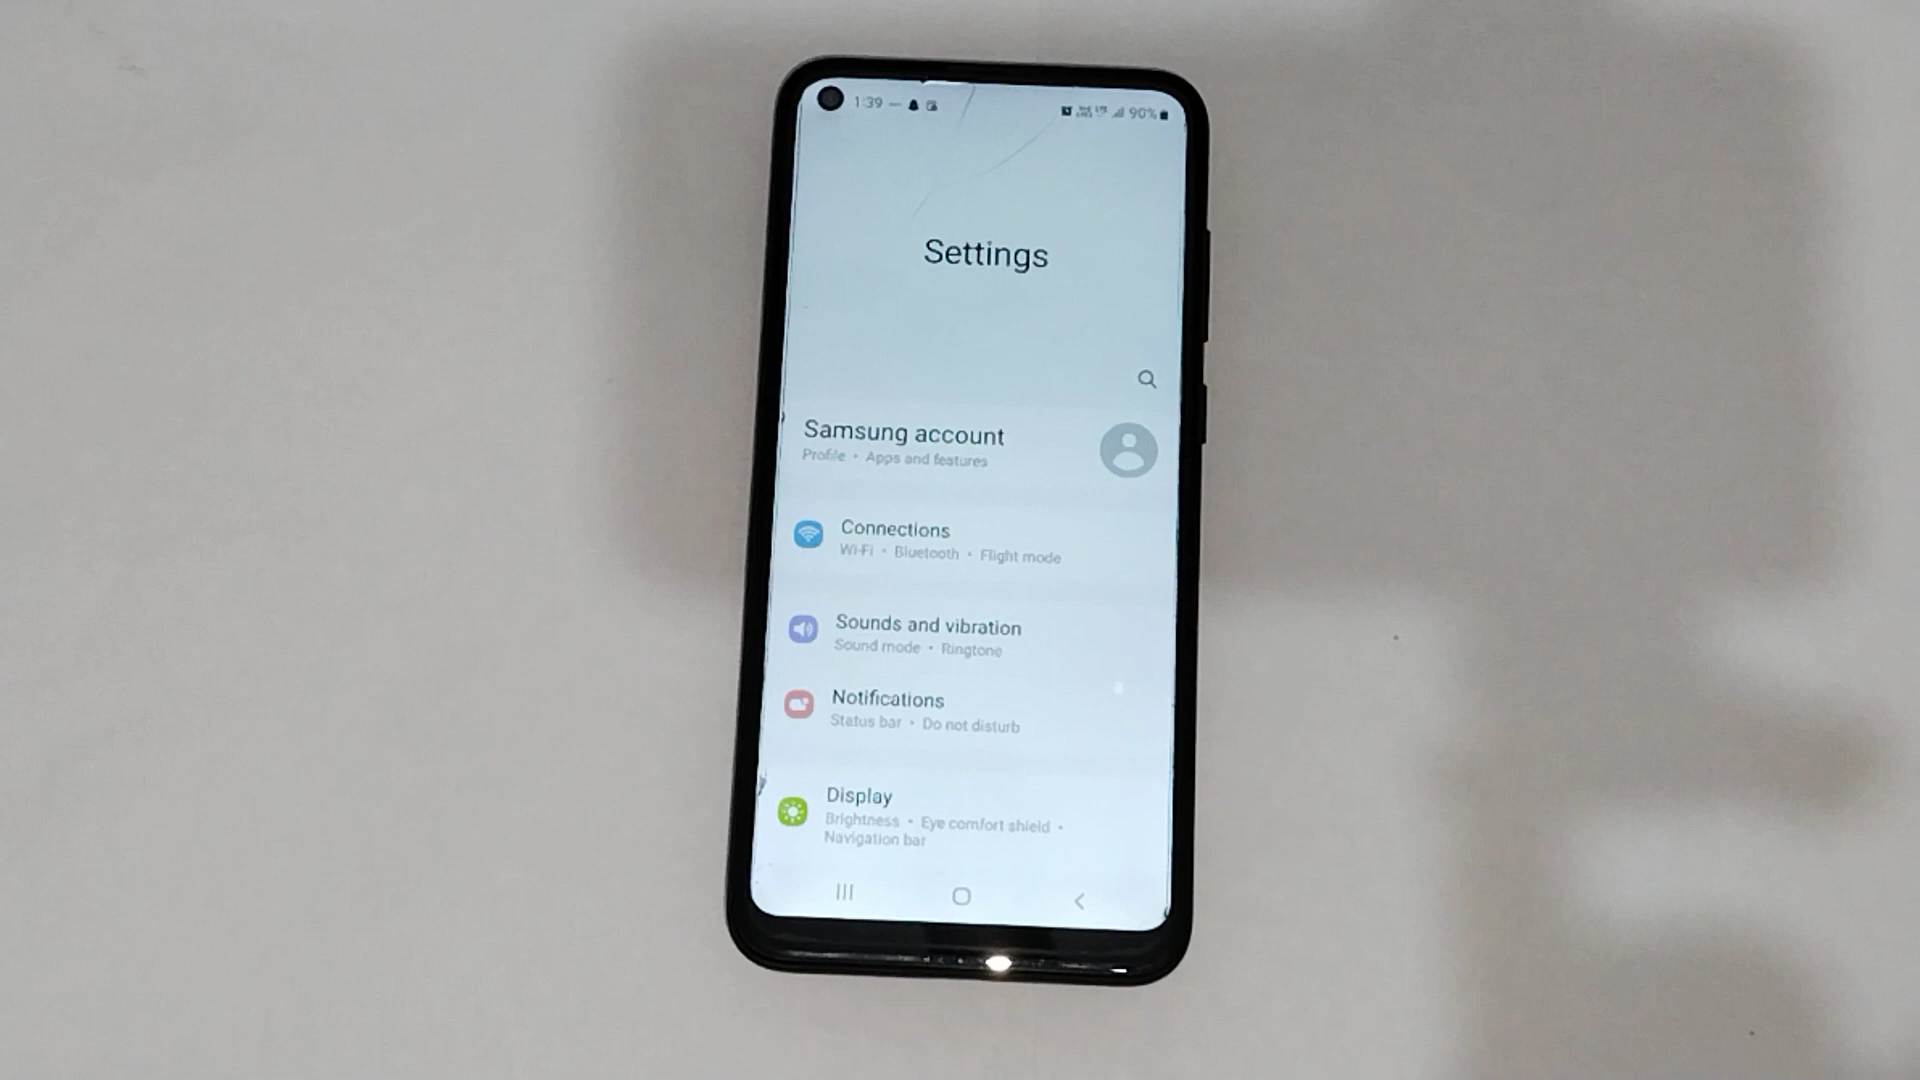 1:39
90%
Settings
Samsung account
Profile • Apps and features
Connections
Wi-Fi • Bluetooth • Flight mode
Sounds and vibration
Sound mode • Ringtone
Notifications
Status bar • Do not disturb
Display
Brightness • Eye comfort shield •
Navigation bar